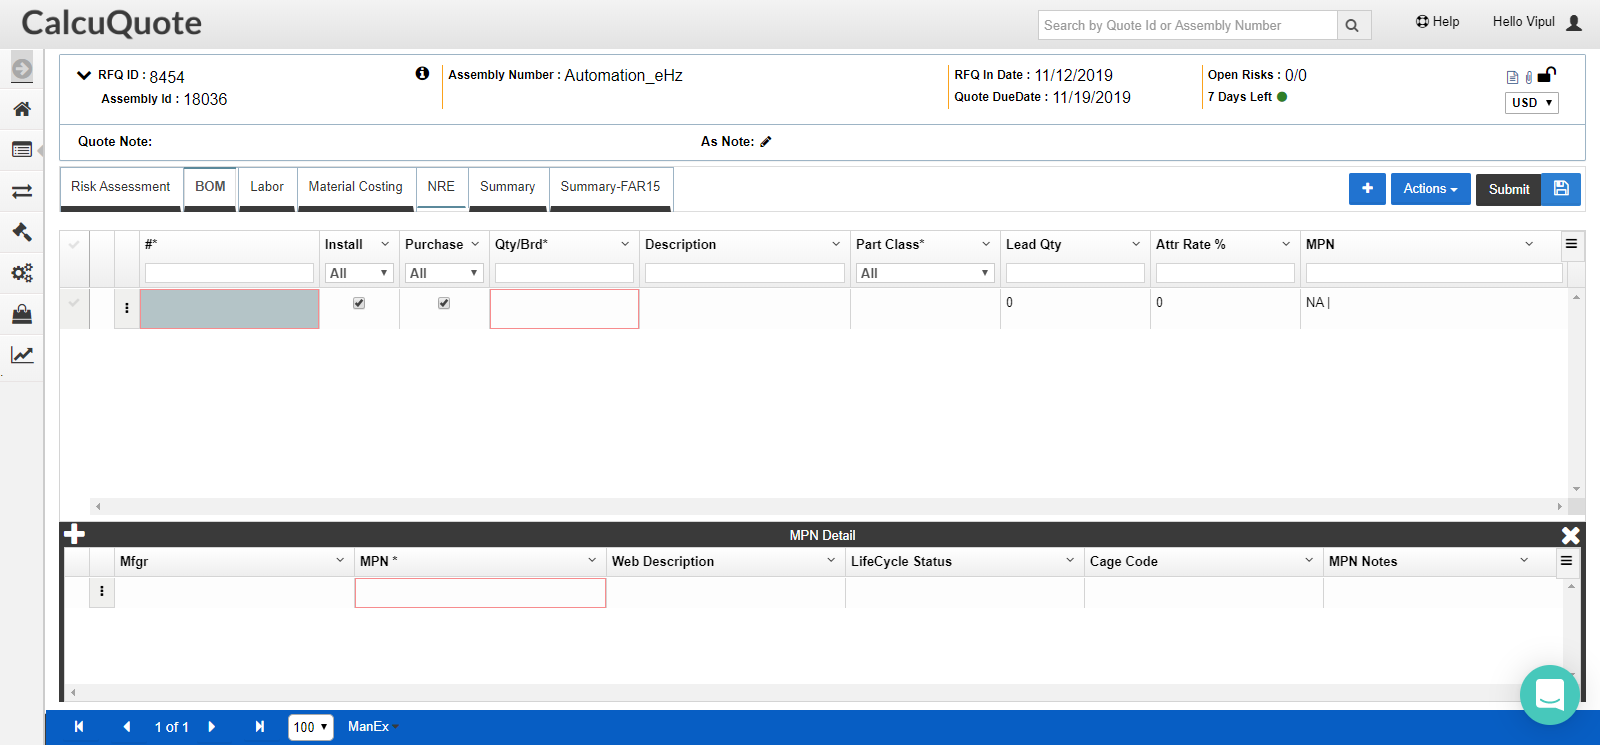 CalcuQuote
Search by Quote Id or Assembly Number
Help
Hello Vipul
RFQ ID : 8454
Assembly Number : Automation_eHz
RFQ In Date : 11/12/2019
Open Risks : 0/0
Assembly Id : 18036
Quote DueDate : 11/19/2019
7 Days Left
USD
Quote Note:
As Note:
Risk Assessment
BOM
Labor
Material Costing
NRE
Summary
Summary-FAR15
Actions
Submit
#*
Install
Purchase
Qty/Brd*
Description
Part Class*
Lead Qty
Attr Rate %
MPN
All
All
All
0
0
NA |
MPN Detail
Mfgr
MPN *
Web Description
LifeCycle Status
Cage Code
MPN Notes
1 of 1
100
ManEx